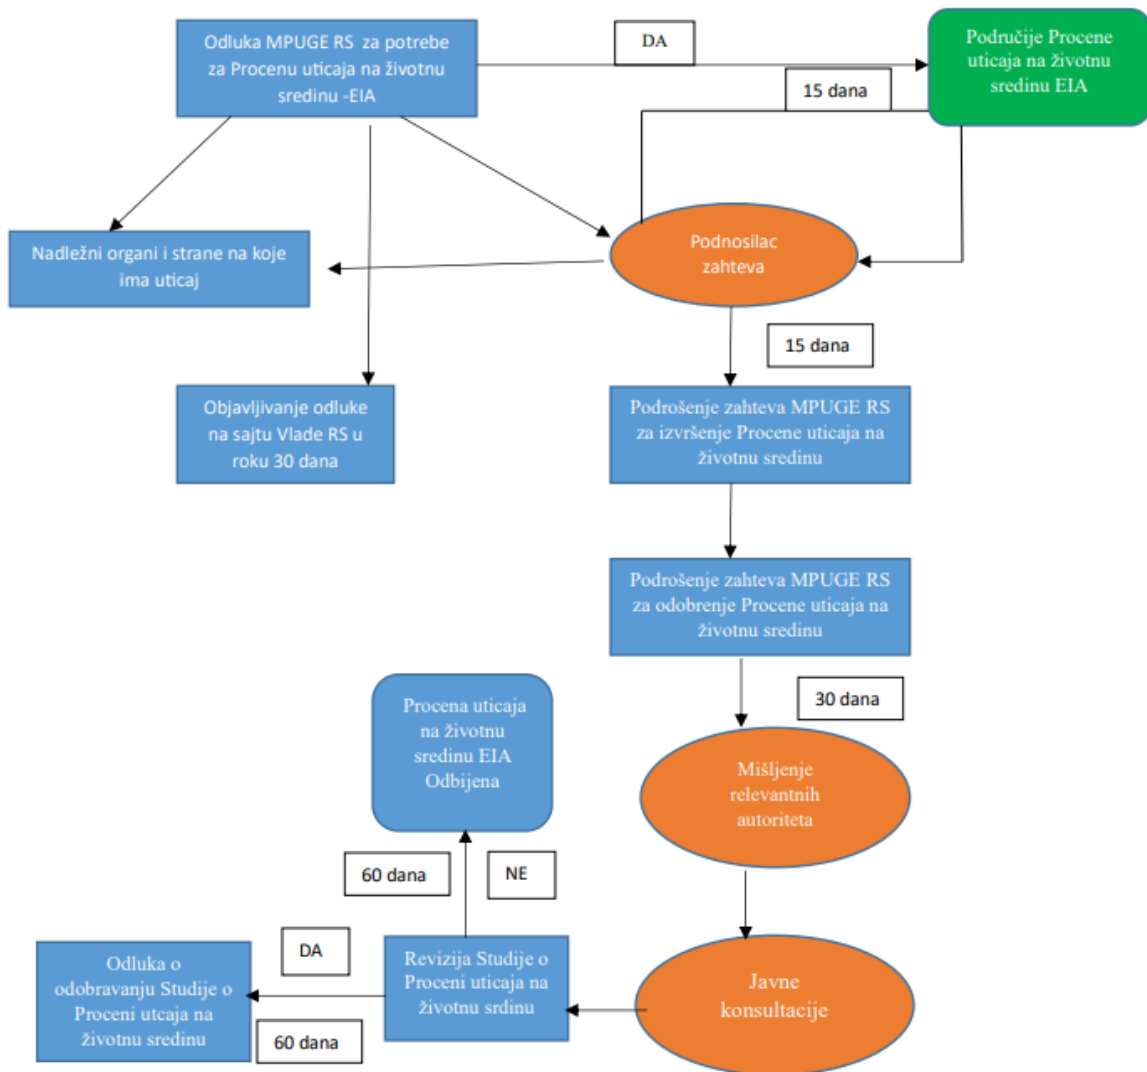 Odluka MPUGE RS za potrebe
za Procenu uticaja na životnu
sredinu -EIA
DA
15 dana
Područije Procene
uticaja na životnu
sredinu EIA
Nadležni organi i strane na koje
ima uticaj
Podnosilac
zahteva
15 dana
Objavljivanje odluke
na sajtu Vlade RS u
roku 30 dana
Podrošenje zahteva MPUGE RS
za izvršenje Procene uticaja na
životnu sredinu
Podrošenje zahteva MPUGE RS
za odobrenje Procene uticaja na
životnu sredinu
30 dana
Procena uticaja
na životnu
sredinu EIA
Odbijena
Mišljenje
relevantnih
autoriteta
60 dana
NE
DA
Odluka o
odobravanju Studije o
Proceni utcaja na
životnu sredinu
60 dana
Revizija Studije o
Proceni uticaja na
životnu srdinu
Javne
konsultacije